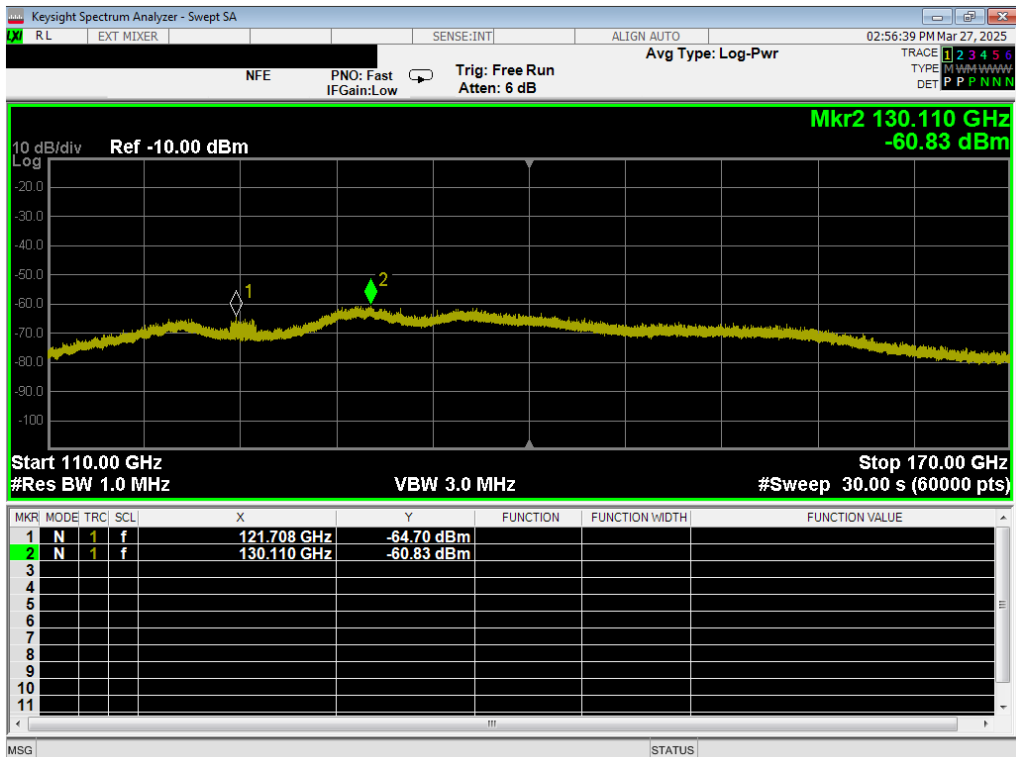 Keysight Spectrum Analyzer - Swept SA
LXI RL EXT MIXER SENSE:INT ALIGN AUTO 02:56:39 PM Mar 27, 2025
Avg Type: Log-Pwr
TRACE 1 2 3 4 5 6
NFE PNO: Fast Trig: Free Run TYPE M WM WWWW
IFGain:Low Atten: 6 dB DET P P P N N N
Mkr2 130.110 GHz
10 dB/div Ref -10.00 dBm -60.83 dBm
Log
-20.0
-30.0
-40.0
-50.0
1 2
-60.0
-70.0
-80.0
-90.0
-100
Start 110.00 GHz Stop 170.00 GHz
#Res BW 1.0 MHz VBW 3.0 MHz #Sweep 30.00 s (60000 pts)
MKR MODE TRC SCL X Y FUNCTION FUNCTION WIDTH FUNCTION VALUE
1 N 1 f 121.708 GHz -64.70 dBm
2 N 1 f 130.110 GHz -60.83 dBm
3
4
5
6
7
8
9
10
11
MSG STATUS